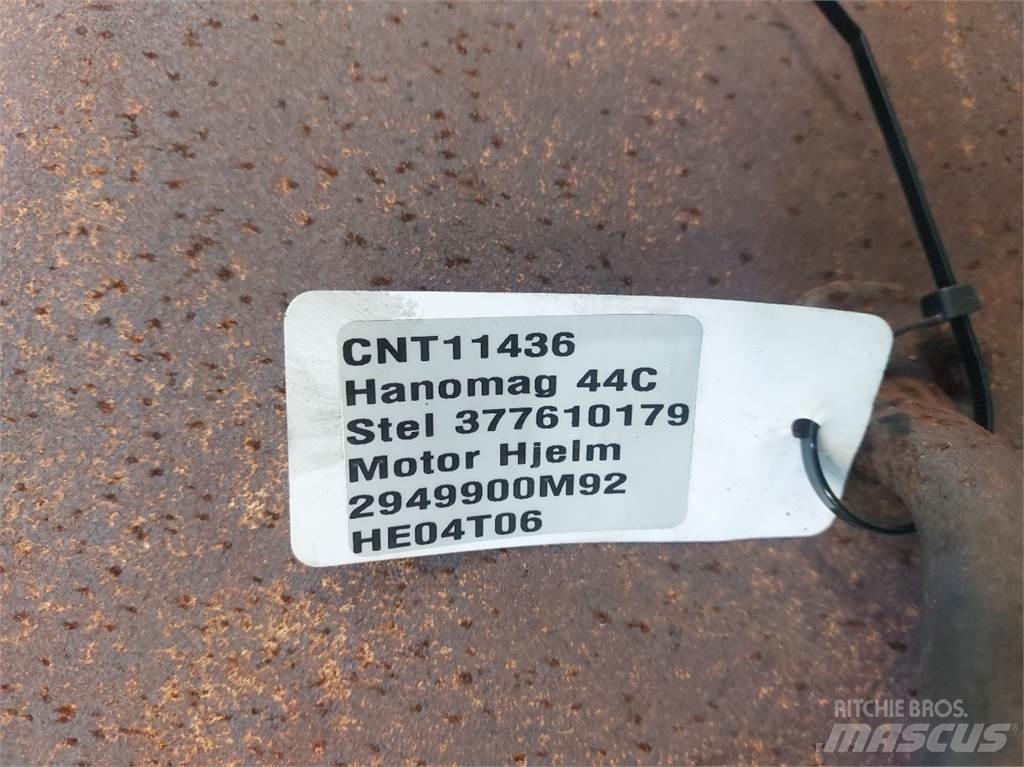 CNT11436
Hanomag 44C
Stel 377610179
Motor Hjelm
2949900M92
HE04T06
RITCHIE BROS.
MASCUS